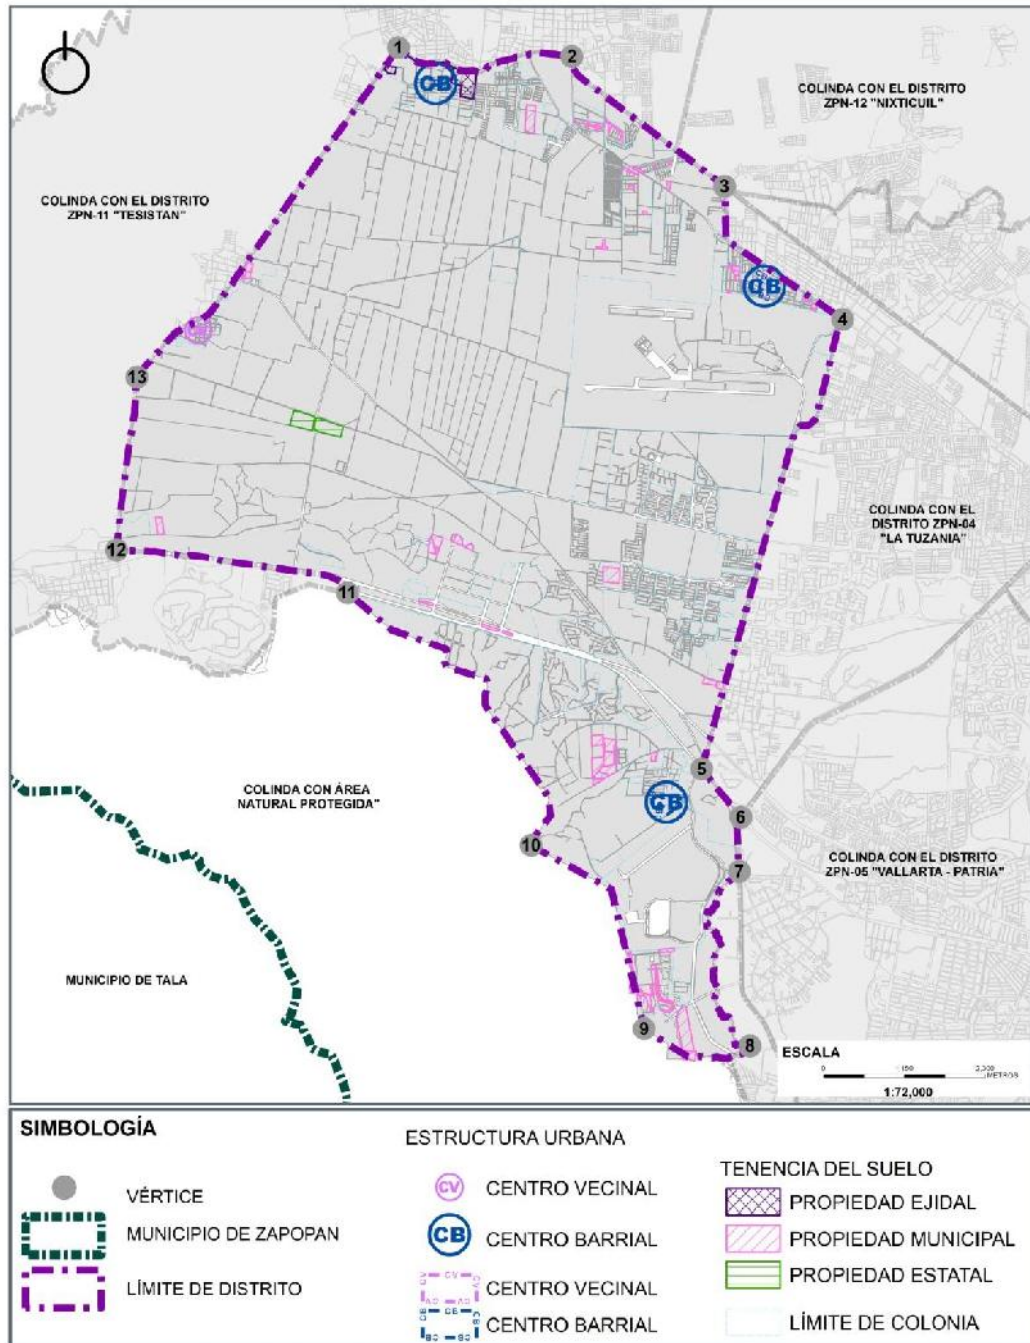 1
2
CB
COLINDA CON EL DISTRITO
ZPN-12 "NIXTICUIL"
3
COLINDA CON EL DISTRITO
ZPN-11 "TESISTAN"
CB
4
13
COLINDA CON EL
DISTRITO ZPN-04
"LA TUZANIA"
12
11
5
COLINDA CON ÁREA
NATURAL PROTEGIDA"
CB
6
10
7
COLINDA CON EL DISTRITO
ZPN-05 "VALLARTA - PATRIA"
MUNICIPIO DE TALA
9
8
ESCALA
0
METROS
1:72,000
SIMBOLOGÍA
VÉRTICE
MUNICIPIO DE ZAPOPAN
LÍMITE DE DISTRITO
ESTRUCTURA URBANA
CV CENTRO VECINAL
CB CENTRO BARRIAL
CV CENTRO VECINAL
CB CENTRO BARRIAL
TENENCIA DEL SUELO
PROPIEDAD EJIDAL
PROPIEDAD MUNICIPAL
PROPIEDAD ESTATAL
LÍMITE DE COLONIA